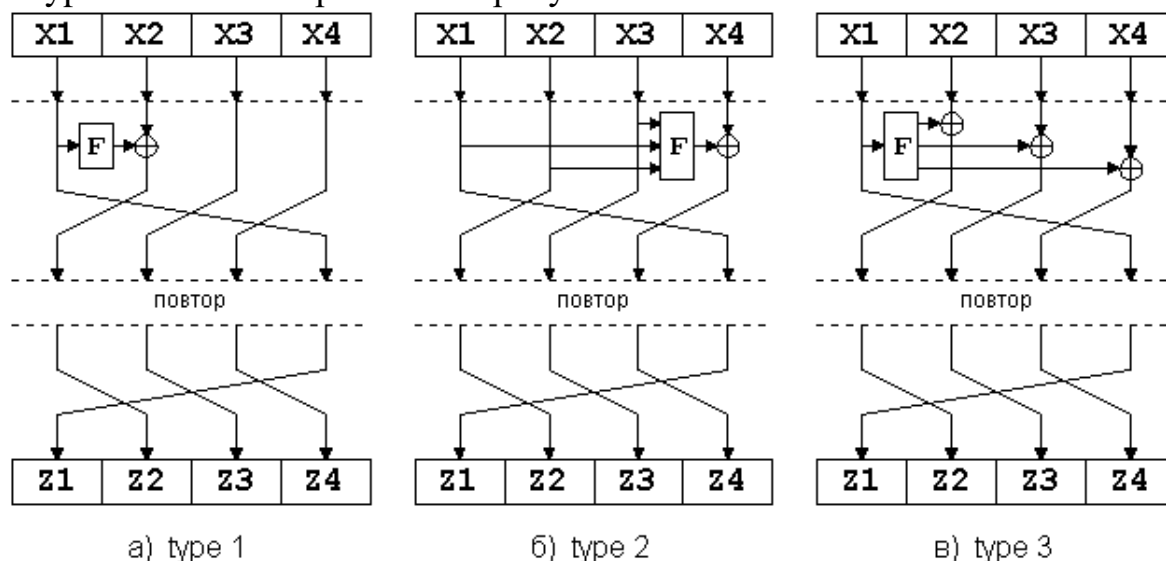 X1 X2 X3 X4 X1 X2 X3 X4 X1 X2 X3 X4
F F F
повтор повтор повтор
Z1 Z2 Z3 Z4 Z1 Z2 Z3 Z4 Z1 Z2 Z3 Z4
а) type 1 б) type 2 в) type 3